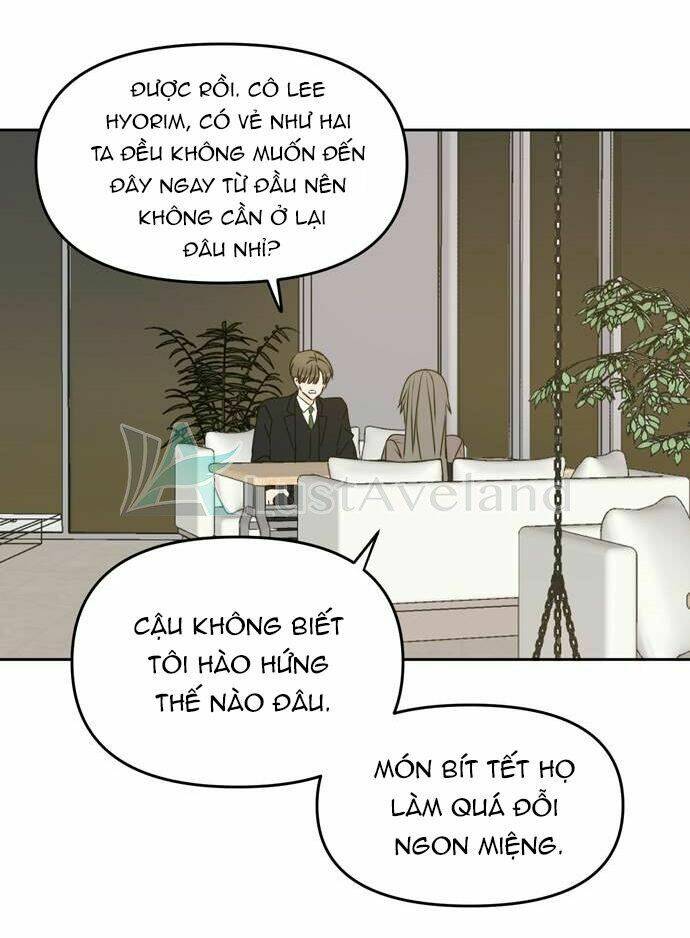 ĐƯỢC RỒI. CÔ LEE
HYORIM, CÓ VẺ NHƯ HAI
TA ĐỀU KHÔNG MUỐN ĐẾN
ĐÂY NGAY TỪ ĐẦU NÊN
KHÔNG CẦN Ở LẠI
ĐÂU NHỈ?
LustAveland
CẬU KHÔNG BIẾT
TÔI HÀO HỨNG
THẾ NÀO ĐÂU.
MÓN BÍT TẾT HỌ
LÀM QUÁ ĐỖI
NGON MIỆNG.